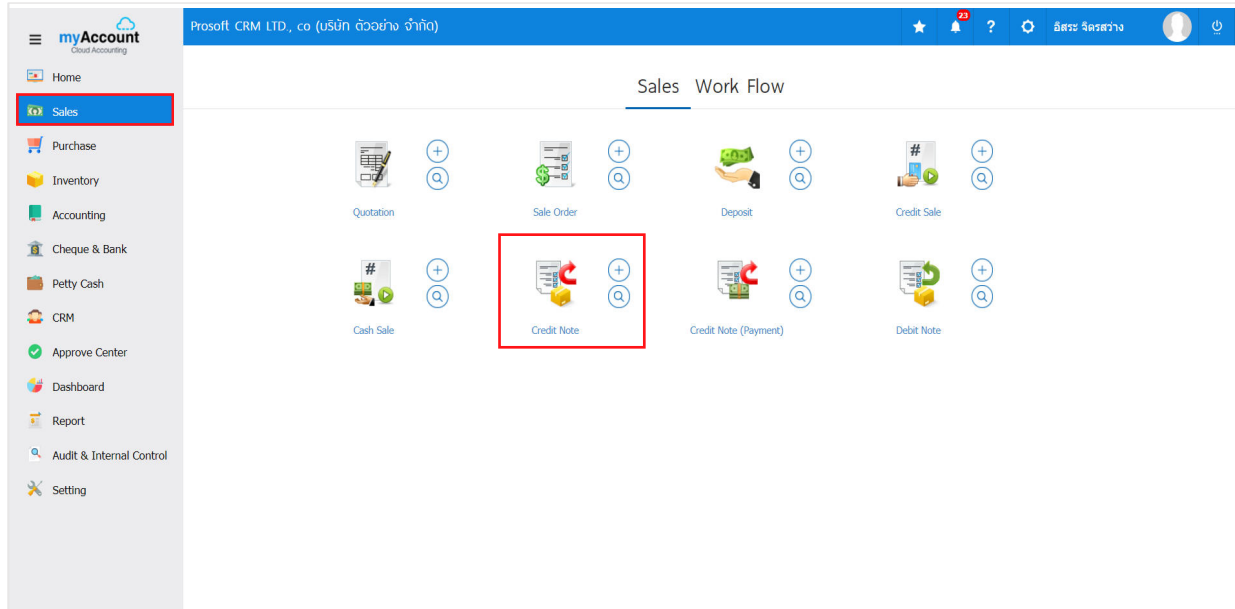 myAccount
Cloud Accounting
Prosoft CRM LTD., co (บริษัท ตัวอย่าง จำกัด)
23
?
อิสระ จิดรสว่าง
Home
Sales
Purchase
Inventory
Accounting
Cheque & Bank
Petty Cash
CRM
Approve Center
Dashboard
Report
Audit & Internal Control
Setting
Sales Work Flow
Quotation
Sale Order
Deposit
#
Credit Sale
#
Cash Sale
Credit Note
Credit Note (Payment)
Debit Note